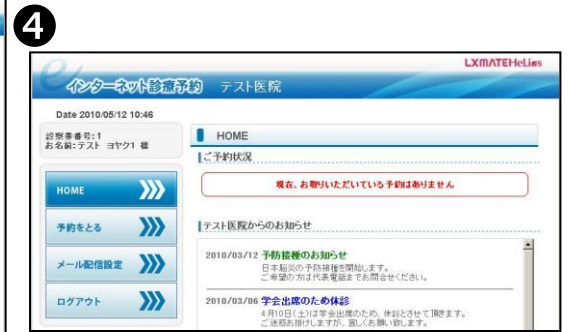 4
LXMATEHeLios
e インターネット診療予約 テスト医院
Date 2010/05/12 10:46
診察券番号:1
お名前:テスト ヨヤク1 様
HOME
ご予約状況
現在、お取りいただいている予約はありません
HOME
予約をとる
メール配信設定
ログアウト
テスト医院からのお知らせ
2010/03/12 予防接種のお知らせ
日本脳炎の予防接種を開始します。
ご希望の方は代表電話までお問合せください。
2010/03/06 学会出席のため休診
4月10日(土)は学会出席のため、休診とさせて頂きます。
ご迷惑お掛けしますが、宜しくお願い致します。